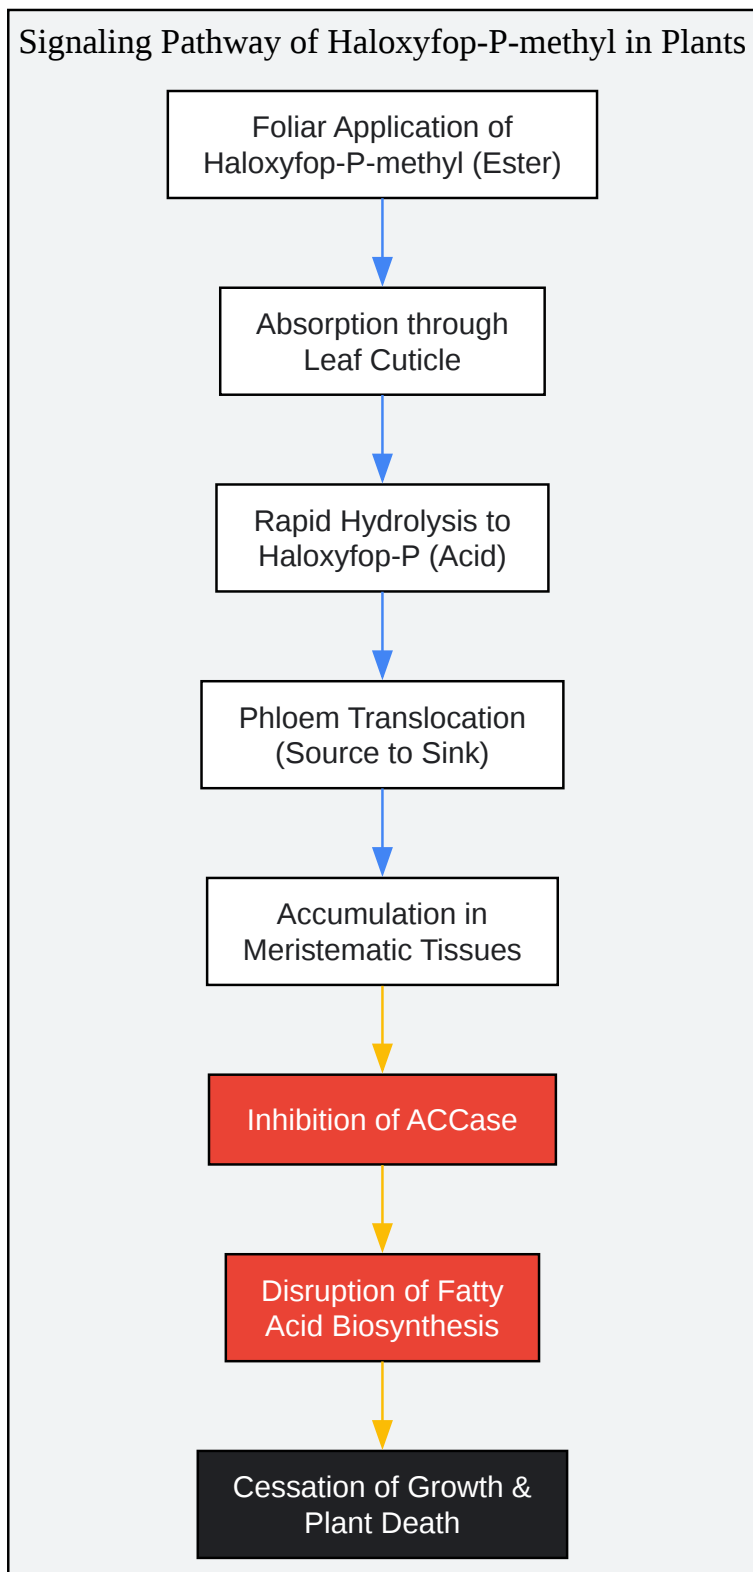 Signaling Pathway of Haloxyfop-P-methyl in Plants
Foliar Application of
Haloxyfop-P-methyl (Ester)
Absorption through
Leaf Cuticle
Rapid Hydrolysis to
Haloxyfop-P (Acid)
Phloem Translocation
(Source to Sink)
Accumulation in
Meristematic Tissues
Inhibition of ACCase
Disruption of Fatty
Acid Biosynthesis
Cessation of Growth &
Plant Death